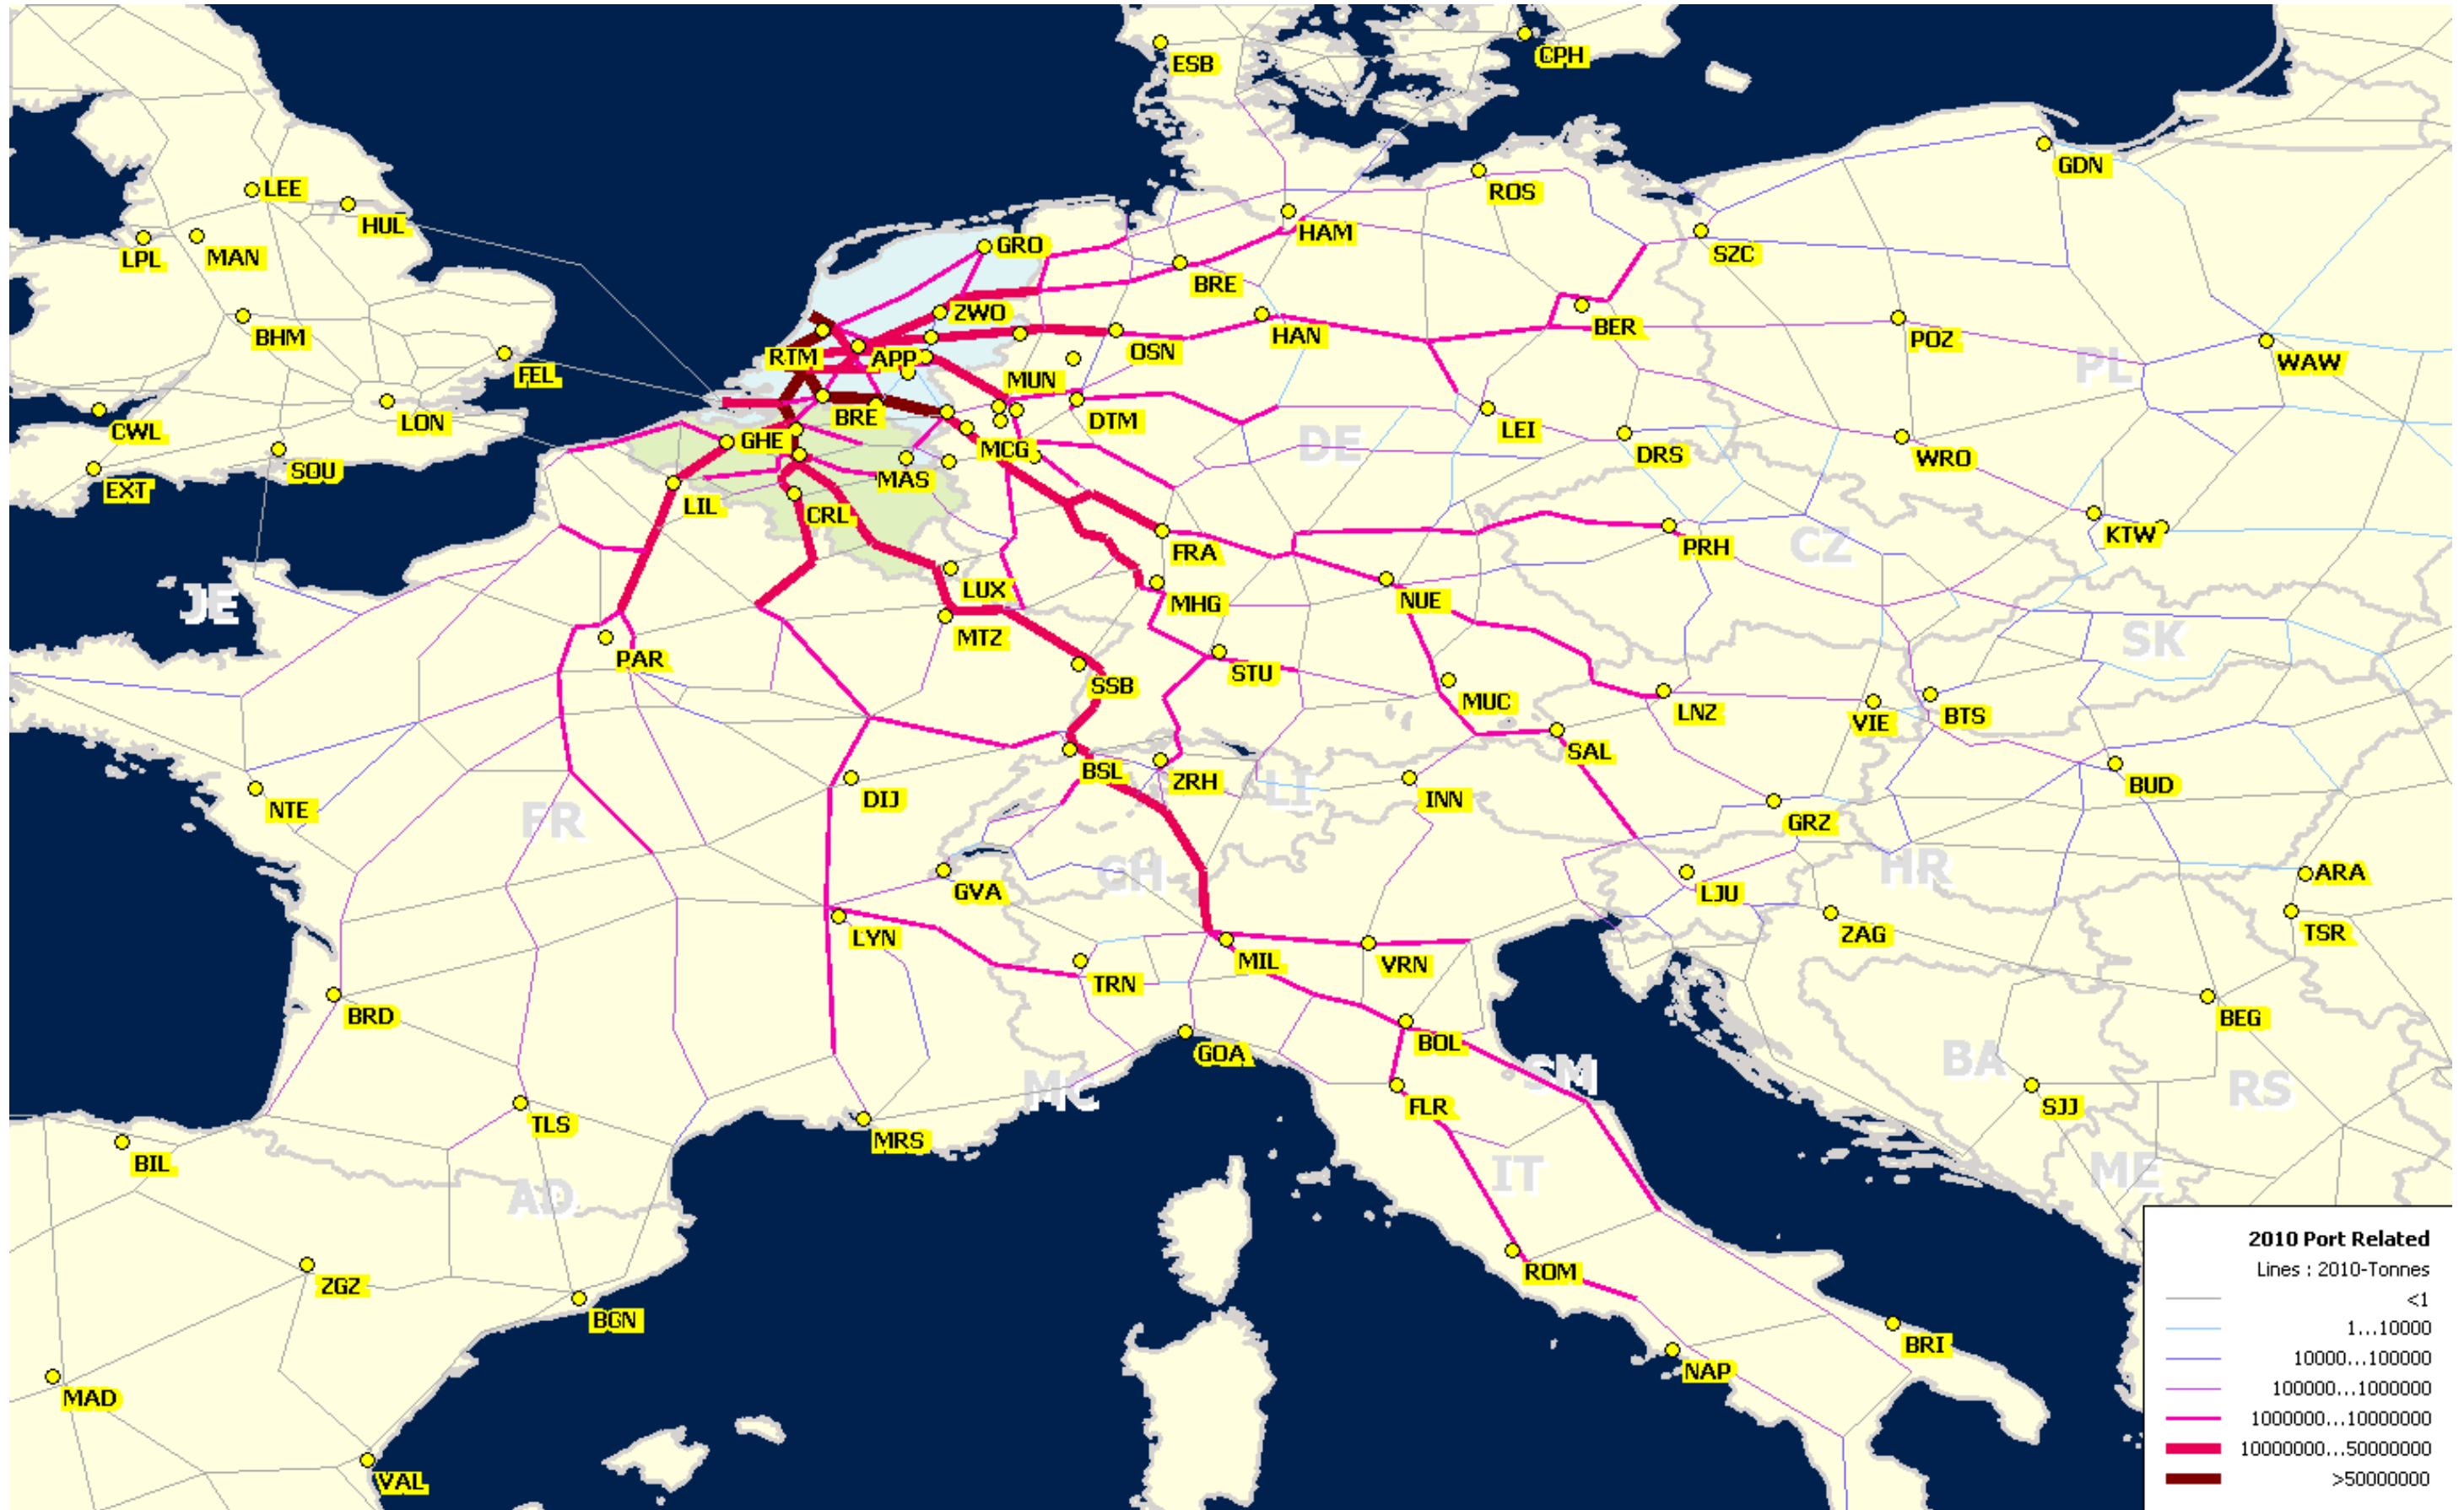 ESB
CPH
GDN
LEE
HUL
ROS
GRO
HAM
LPL
MAN
SZC
BRE
ZWO
BHM
HAN
BER
POZ
WAW
RTM
APP
OSN
PL
FEL
MUN
LON
BRE
DTM
CWL
GHE
LEI
SOU
MCG
DE
DRS
WRO
EXT
MAS
LIL
CRL
KTW
FRA
PRH
CZ
JE
LUX
MHG
NUE
MTZ
SK
PAR
STU
SSB
MUC
LNZ
VIE
BTS
SAL
BSL
ZRH
LI
INN
BUD
DIJ
NTE
FR
GRZ
CH
HR
ARA
GVA
LJU
LYN
ZAG
TSR
MIL
VRN
TRN
BRD
BEG
BOL
GOA
SM
BA
MC
RS
FLR
SJJ
TLS
MRS
BIL
IT
ME
AD
ZGZ
ROM
BCN
BRI
NAP
MAD
VAL
2010 Port Related
Lines : 2010-Tonnes
<1
1...10000
10000...100000
100000...1000000
1000000...10000000
10000000...50000000
>50000000